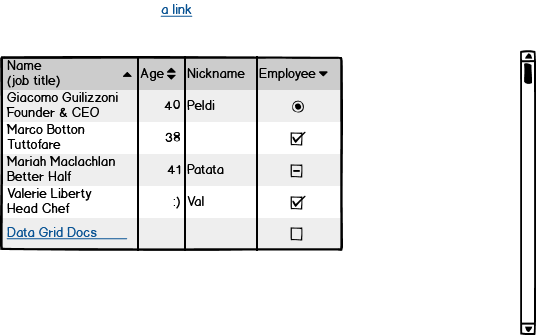 a link
Name
(job title)
Age
Nickname
Employee
Giacomo Guilizzoni
Founder & CEO
40
Peldi
Marco Botton
Tuttofare
38
Mariah Maclachlan
Better Half
41
Patata
Valerie Liberty
Head Chef
:)
Val
Data Grid Docs